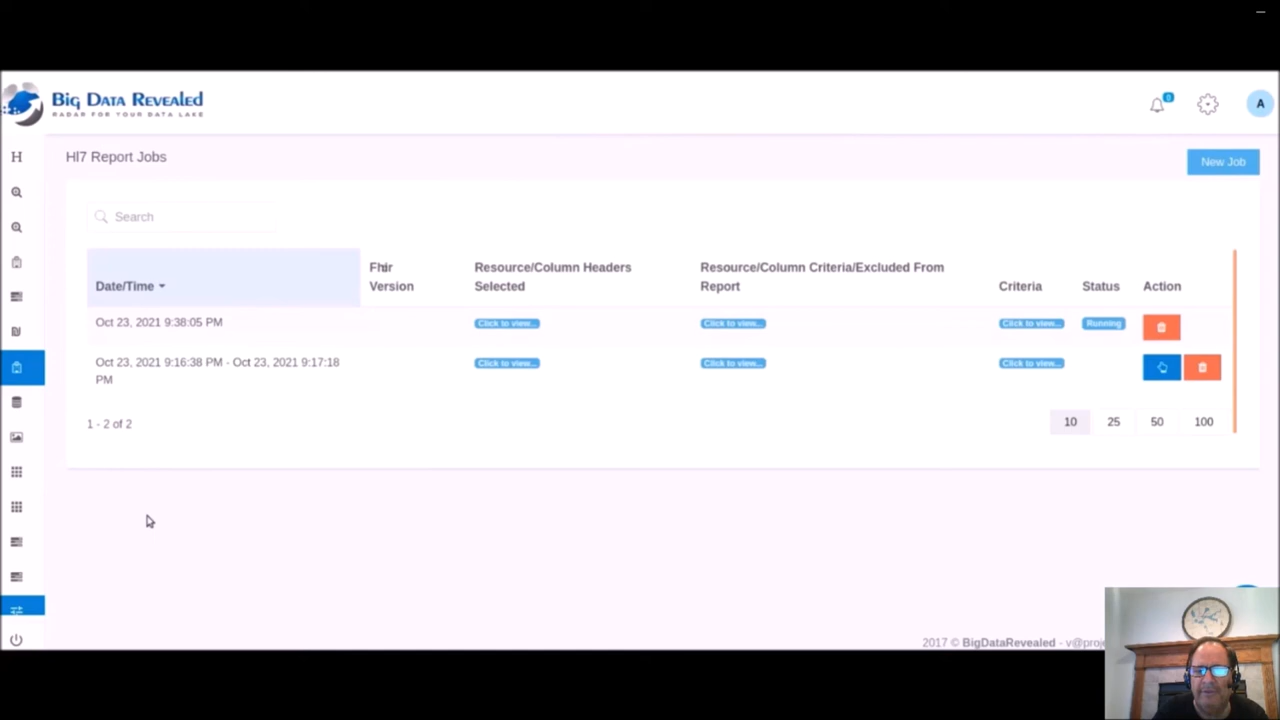 BIG DATA REVEALED
RADAR FOR YOUR DATA LAKE
0
A
H
Hl7 Report Jobs
New Job
Search
Date/Time
Fhir
Version
Resource/Column Headers
Selected
Resource/Column Criteria/Excluded From
Report
Criteria
Status
Action
Oct 23, 2021 9:38:05 PM
Click to view...
Click to view...
Click to view...
Running
Oct 23, 2021 9:16:38 PM - Oct 23, 2021 9:17:18
PM
Click to view...
Click to view...
Click to view...
1 - 2 of 2
10
25
50
100
2017 © BigDataRevealed - v@proje